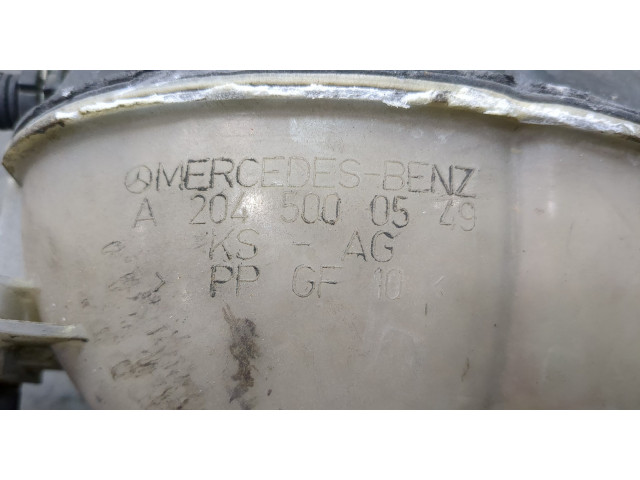 MERCEDES-BENZ
A 204 500 05 49
KS - AG
PP GF 10